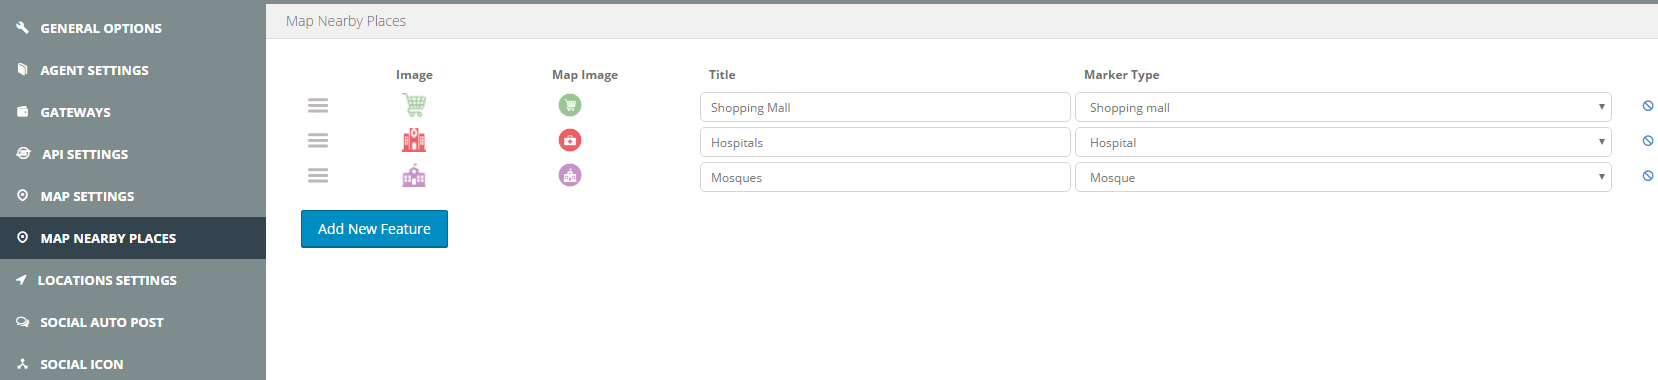 GENERAL OPTIONS
AGENT SETTINGS
GATEWAYS
API SETTINGS
MAP SETTINGS
MAP NEARBY PLACES
LOCATIONS SETTINGS
SOCIAL AUTO POST
SOCIAL ICON
Map Nearby Places
Image Map Image Title Marker Type
Shopping Mall Shopping mall
Hospitals Hospital
Mosques Mosque
Add New Feature